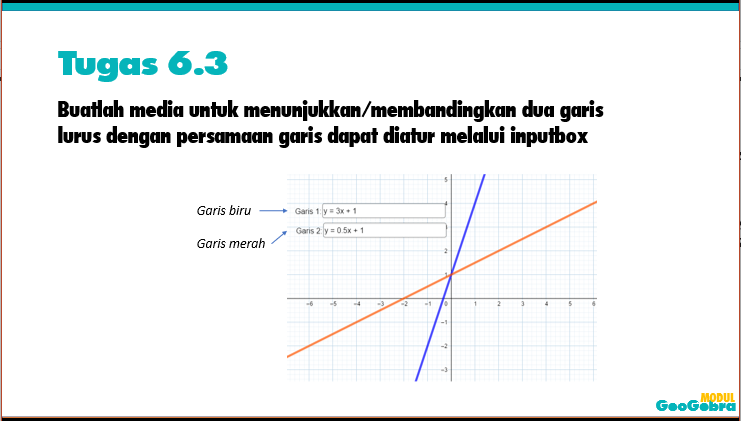 Tugas 6.3
Buatlah media untuk menunjukkan/membandingkan dua garis
lurus dengan persamaan garis dapat diatur melalui inputbox
Garis biru
Garis 1: y = 3x + 1
Garis merah
Garis 2: y = 0.5x + 1
5
4
3
2
1
-6 -5 -4 -3 -2 -1 0 1 2 3 4 5 6
-1
-2
-3
MODUL
GeoGebra